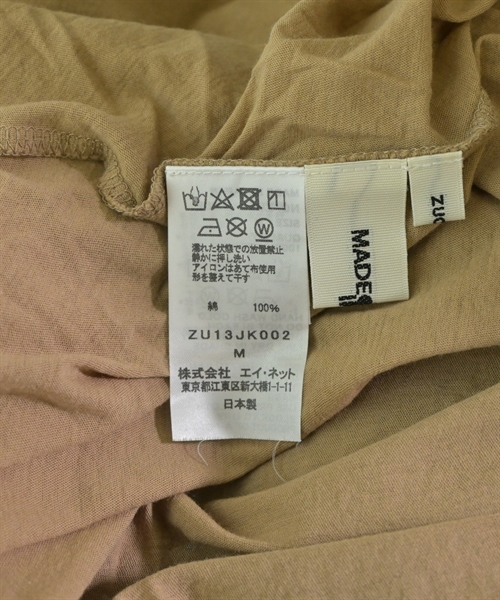 濡れた状態での放置禁止
静かに押し洗い
アイロンはあて布使用
形を整えて干す
綿 100%
ZU13JK002
M
株式会社 エイ・ネット
東京都江東区新大橋1-1-11
日本製
MADE
ZUC